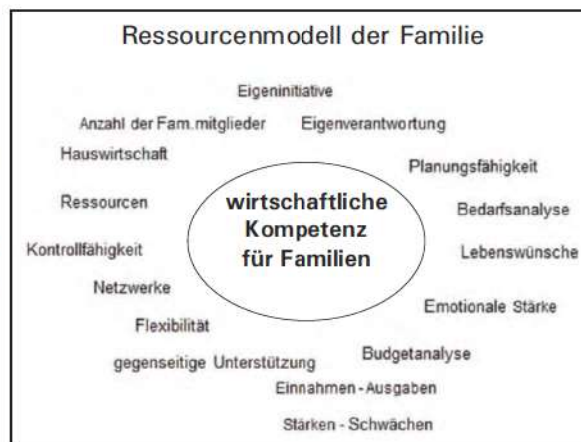 Ressourcenmodell der Familie
Eigeninitiative
Anzahl der Fam.mitglieder
Eigenverantwortung
Hauswirtschaft
Planungsfähigkeit
Ressourcen
wirtschaftliche
Kompetenz
für Familien
Bedarfsanalyse
Kontrollfähigkeit
Lebenswünsche
Netzwerke
Emotionale Stärke
Flexibilität
gegenseitige Unterstützung
Budgetanalyse
Einnahmen - Ausgaben
Stärken - Schwächen